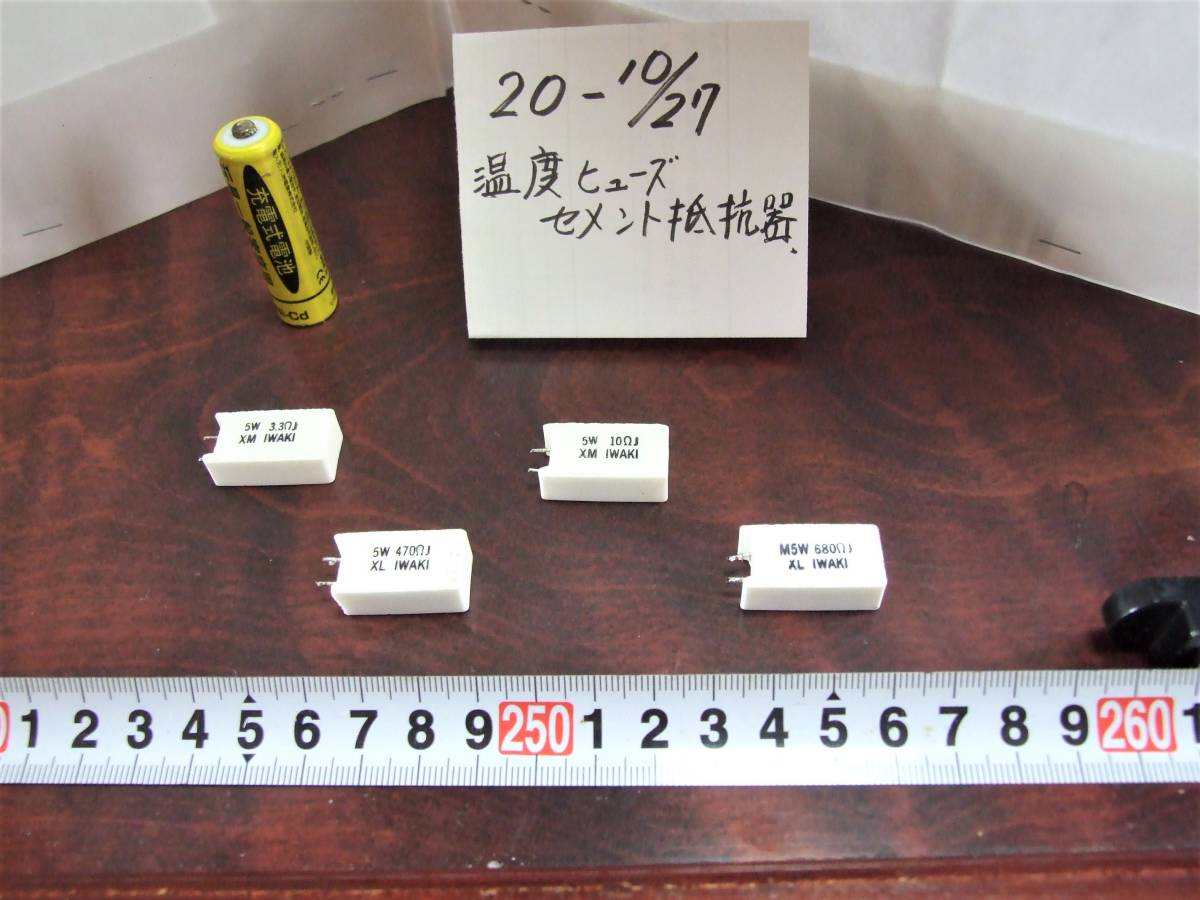 20-10/27
温度ヒューズ
セメント抵抗器.
充電式電池
-Cd
5W 3.3ΩJ
XM IWAKI
5W 10ΩJ
XM IWAKI
5W 470ΩJ
XL IWAKI
M5W 680ΩJ
XL IWAKI
1 2 3 4 5 6 7 8 9 250 1 2 3 4 5 6 7 8 9 260 1